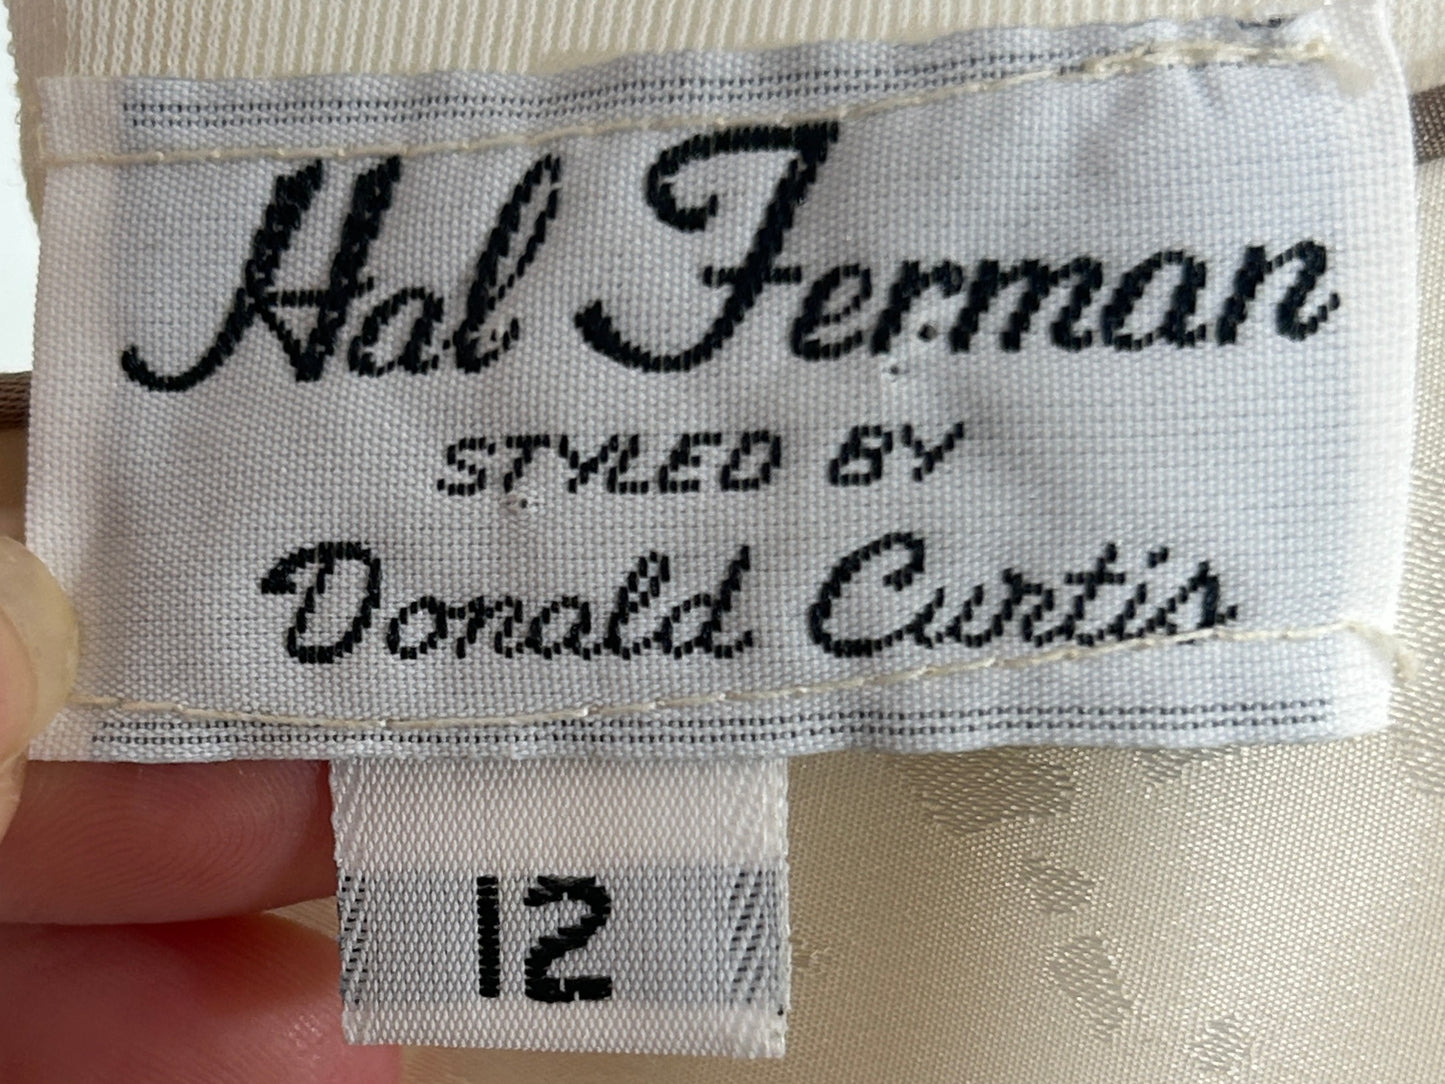 Hal Ferman
STYLED BY
Donald Curtis
12